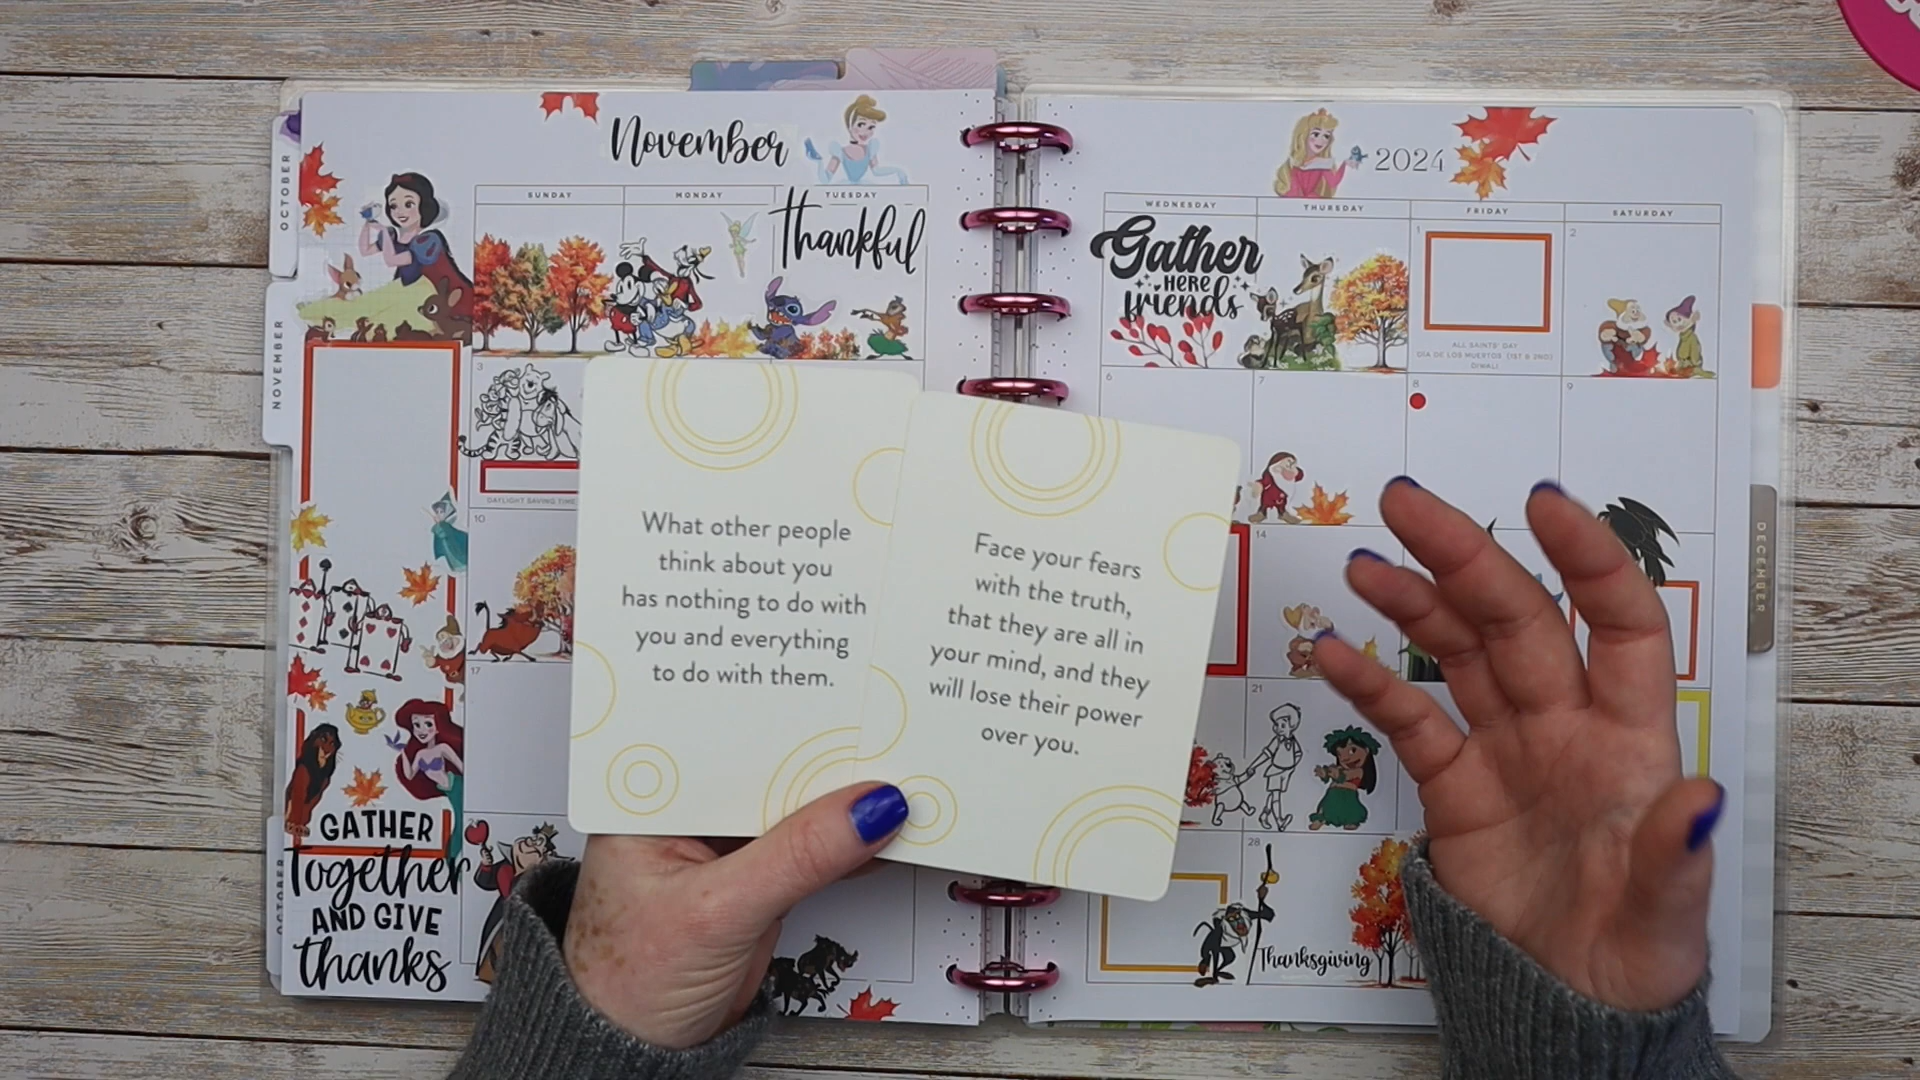 November
2024
OCTOBER
NOVEMBER
DECEMBER
SUNDAY
MONDAY
TUESDAY
WEDNESDAY
THURSDAY
FRIDAY
SATURDAY
thankful
Gather
HERE
friends
1
2
ALL SAINTS' DAY
DÍA DE LOS MUERTOS (1ST & 2ND)
DIWALI
3
6
7
8
9
DAYLIGHT SAVING TIME
10
14
17
21
28
What other people
think about you
has nothing to do with
you and everything
to do with them.
Face your fears
with the truth,
that they are all in
your mind, and they
will lose their power
over you.
GATHER
Together
AND GIVE
thanks
OCTOBER
Thanksgiving